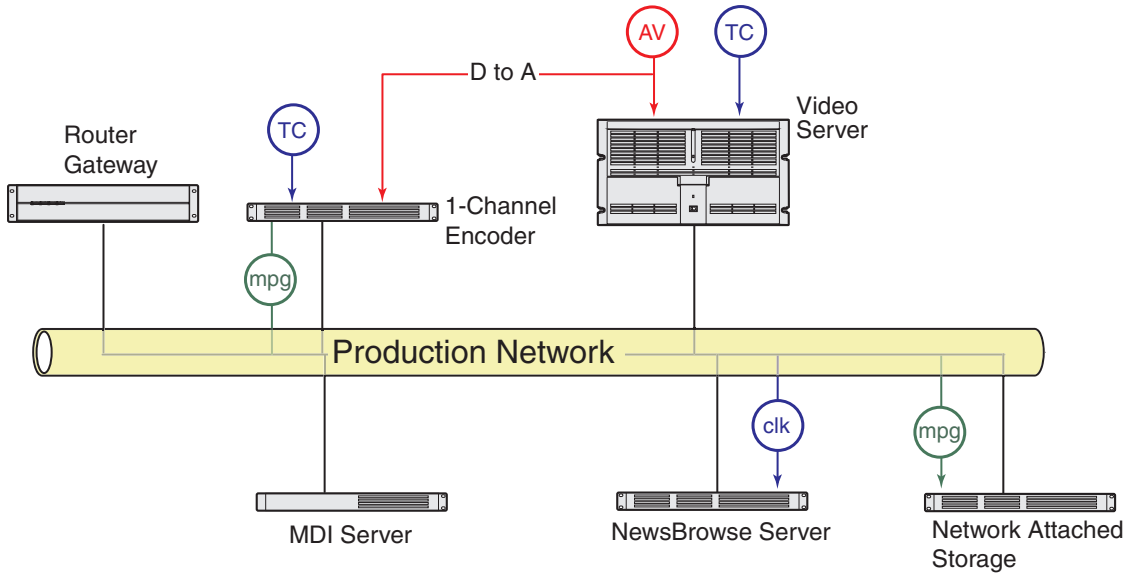 AV
TC
D to A
Video
Server
Router
Gateway
TC
1-Channel
Encoder
mpg
Production Network
clk
mpg
MDI Server
NewsBrowse Server
Network Attached
Storage